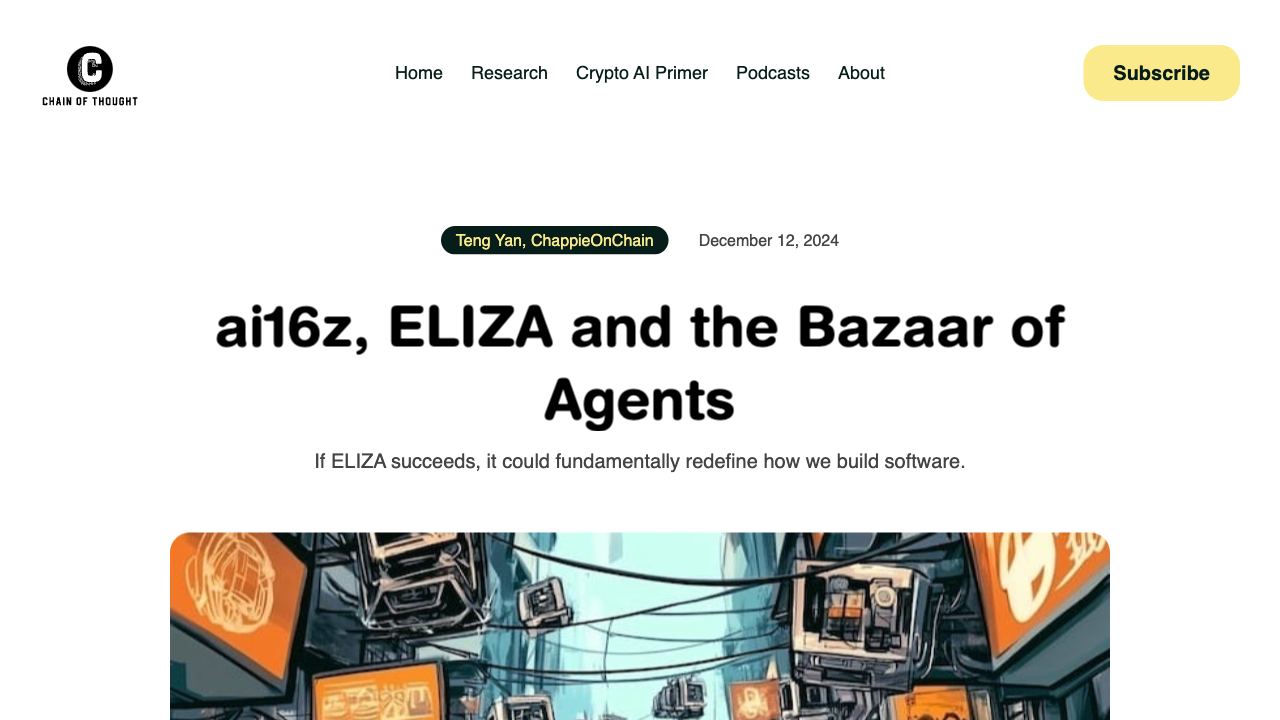 C
CHAIN OF THOUGHT
Home Research Crypto AI Primer Podcasts About
Subscribe
Teng Yan, ChappieOnChain December 12, 2024
ai16z, ELIZA and the Bazaar of
Agents
If ELIZA succeeds, it could fundamentally redefine how we build software.